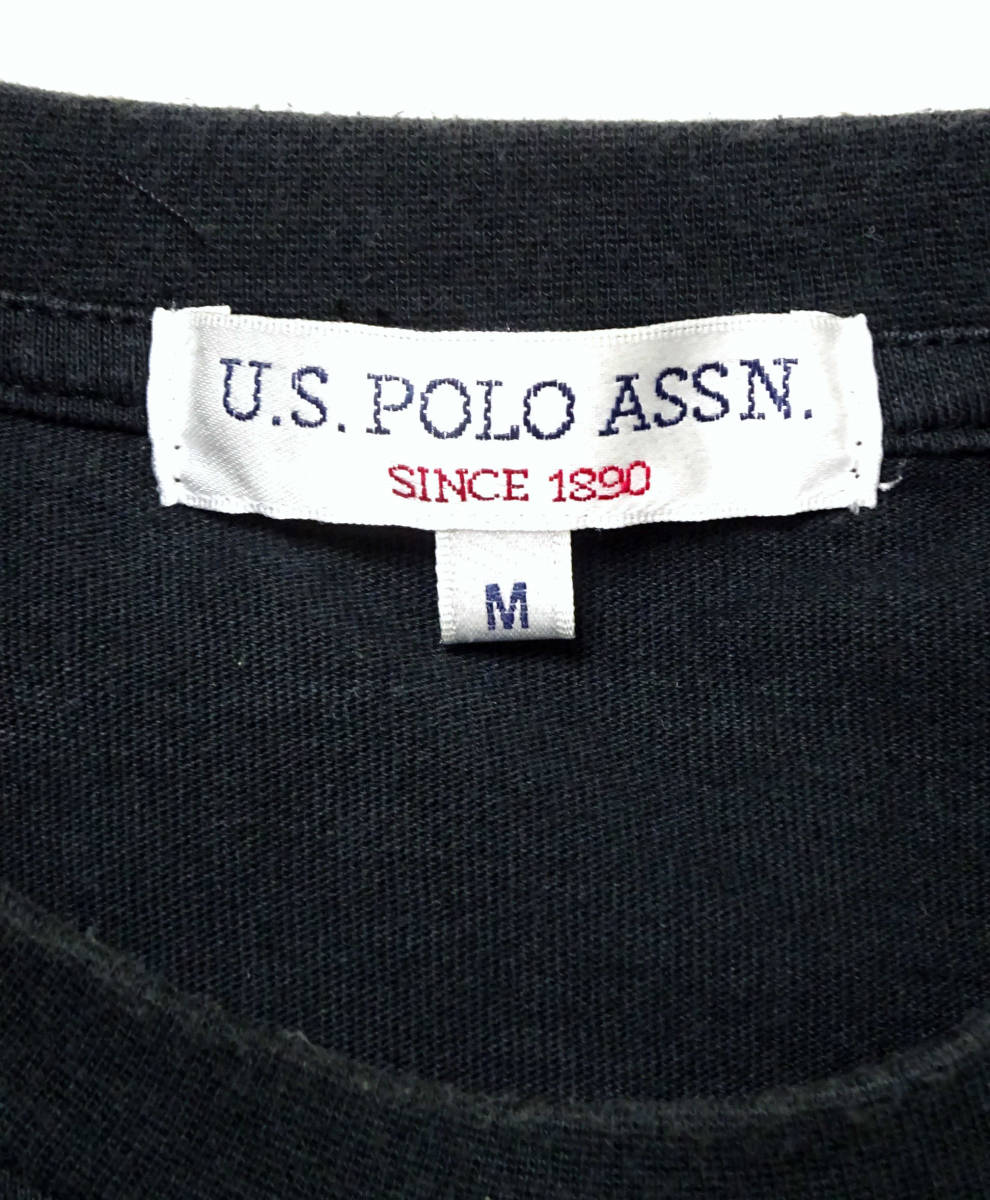 U.S. POLO ASSN.
SINCE 1890
M